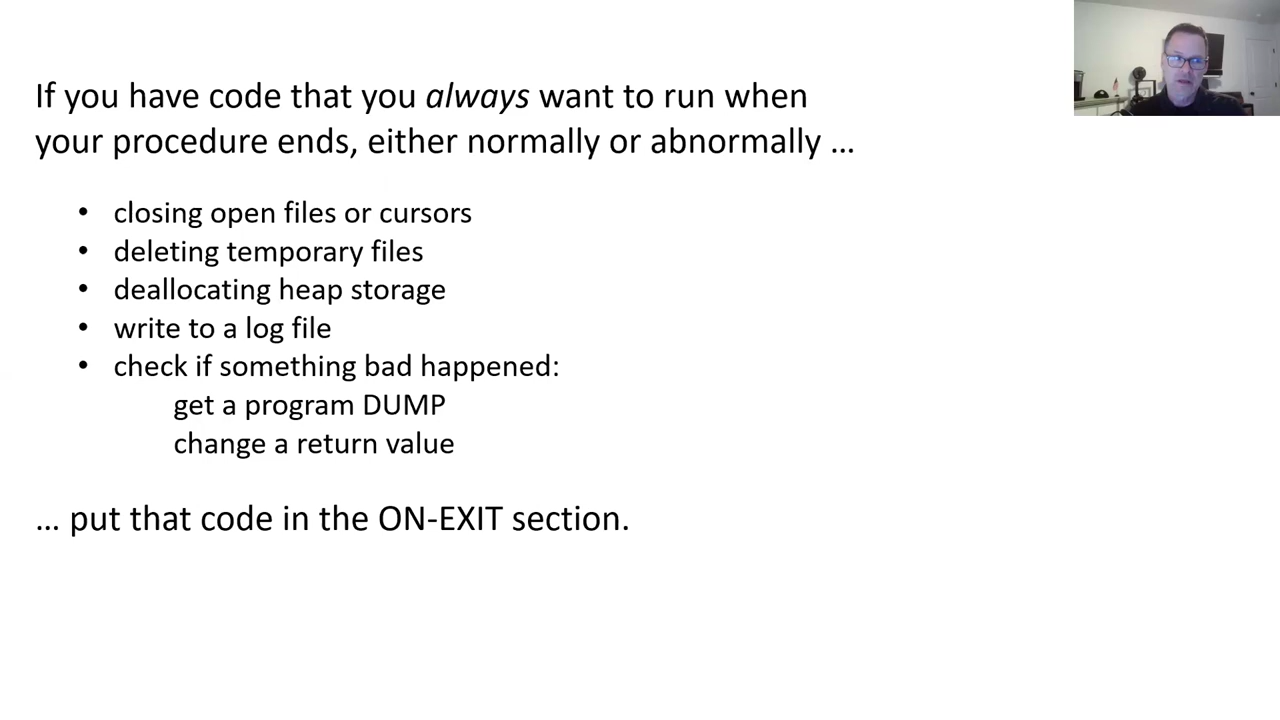 If you have code that you always want to run when
your procedure ends, either normally or abnormally …
• closing open files or cursors
• deleting temporary files
• deallocating heap storage
• write to a log file
• check if something bad happened:
get a program DUMP
change a return value
… put that code in the ON-EXIT section.